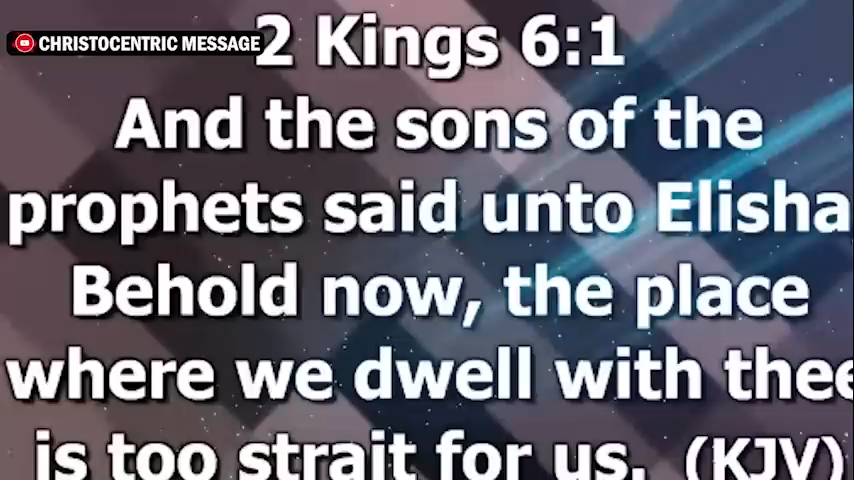 CHRISTOCENTRIC MESSAGE
2 Kings 6:1
And the sons of the
prophets said unto Elisha
Behold now, the place
where we dwell with thee
is too strait for us. (KJV)